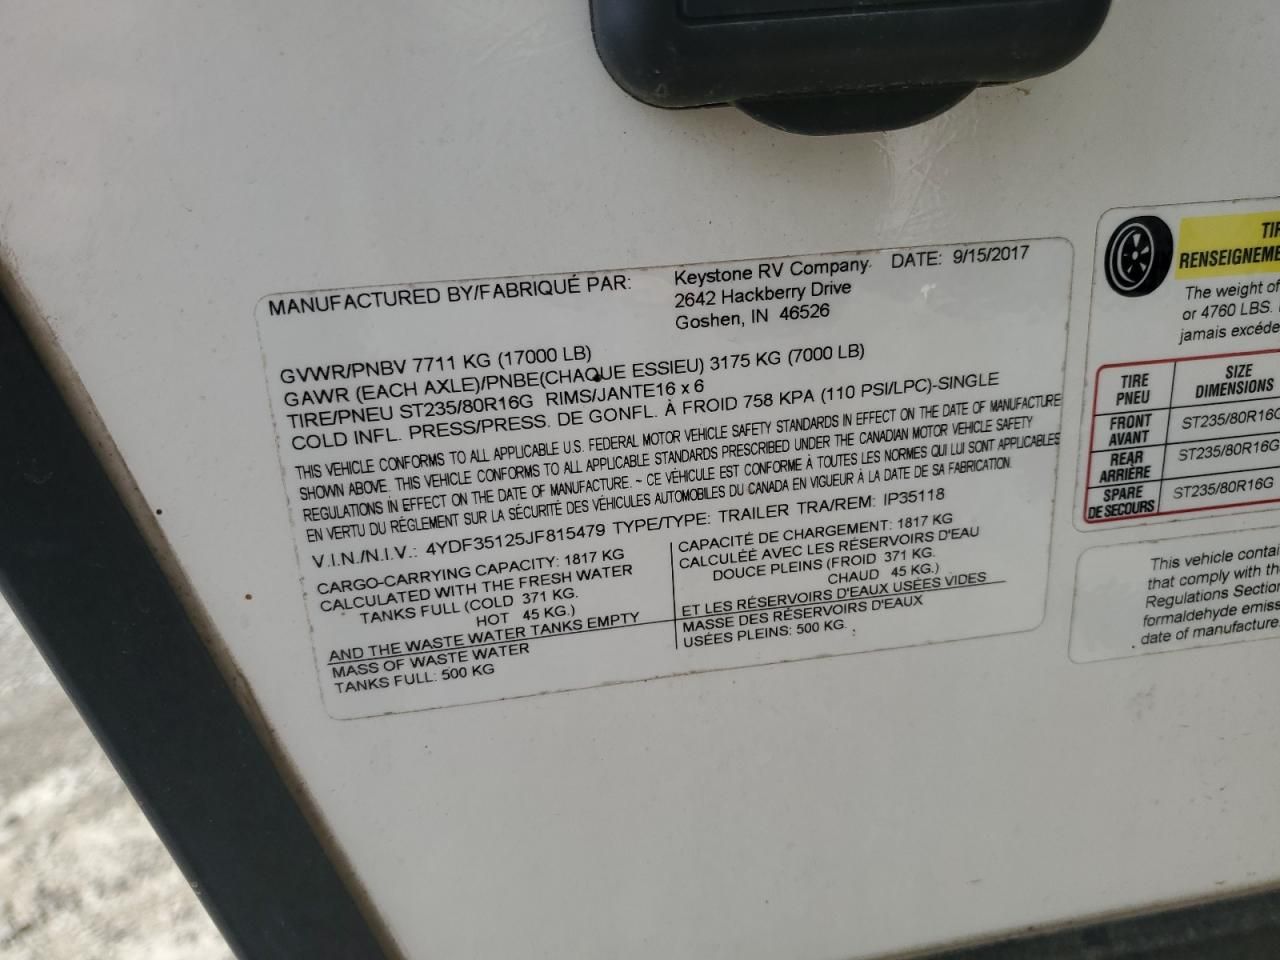 MANUFACTURED BY/FABRIQUÉ PAR: Keystone RV Company DATE: 9/15/2017
2642 Hackberry Drive
Goshen, IN 46526
GVWR/PNBV 7711 KG (17000 LB)
GAWR (EACH AXLE)/PNBE(CHAQUE ESSIEU) 3175 KG (7000 LB)
TIRE/PNEU ST235/80R16G RIMS/JANTE16 x 6
COLD INFL. PRESS/PRESS. DE GONFL. À FROID 758 KPA (110 PSI/LPC)-SINGLE
THIS VEHICLE CONFORMS TO ALL APPLICABLE U.S. FEDERAL MOTOR VEHICLE SAFETY STANDARDS IN EFFECT ON THE DATE OF MANUFACTURE
SHOWN ABOVE. THIS VEHICLE CONFORMS TO ALL APPLICABLE STANDARDS PRESCRIBED UNDER THE CANADIAN MOTOR VEHICLE SAFETY
REGULATIONS IN EFFECT ON THE DATE OF MANUFACTURE. ~ CE VÉHICULE EST CONFORME À TOUTES LES NORMES QUI LUI SONT APPLICABLES
EN VERTU DU RÈGLEMENT SUR LA SÉCURITÉ DES VÉHICULES AUTOMOBILES DU CANADA EN VIGUEUR À LA DATE DE SA FABRICATION.
V.I.N./N.I.V.: 4YDF35125JF815479 TYPE/TYPE: TRAILER TRA/REM: IP35118
CARGO-CARRYING CAPACITY: 1817 KG
CALCULATED WITH THE FRESH WATER
TANKS FULL (COLD 371 KG.
HOT 45 KG.)
AND THE WASTE WATER TANKS EMPTY
MASS OF WASTE WATER
TANKS FULL: 500 KG
CAPACITÉ DE CHARGEMENT: 1817 KG
CALCULÉE AVEC LES RÉSERVOIRS D'EAU
DOUCE PLEINS (FROID 371 KG.
CHAUD 45 KG.)
ET LES RÉSERVOIRS D'EAUX USÉES VIDES
MASSE DES RÉSERVOIRS D'EAUX
USÉES PLEINS: 500 KG.
RENSEIGNEME
The weight of
or 4760 LBS.
jamais excéde
TIRE PNEU SIZE DIMENSIONS
FRONT AVANT ST235/80R16G
REAR ARRIÈRE ST235/80R16G
SPARE DE SECOURS ST235/80R16G
This vehicle contai
that comply with the
Regulations Section
formaldehyde emiss
date of manufacture.